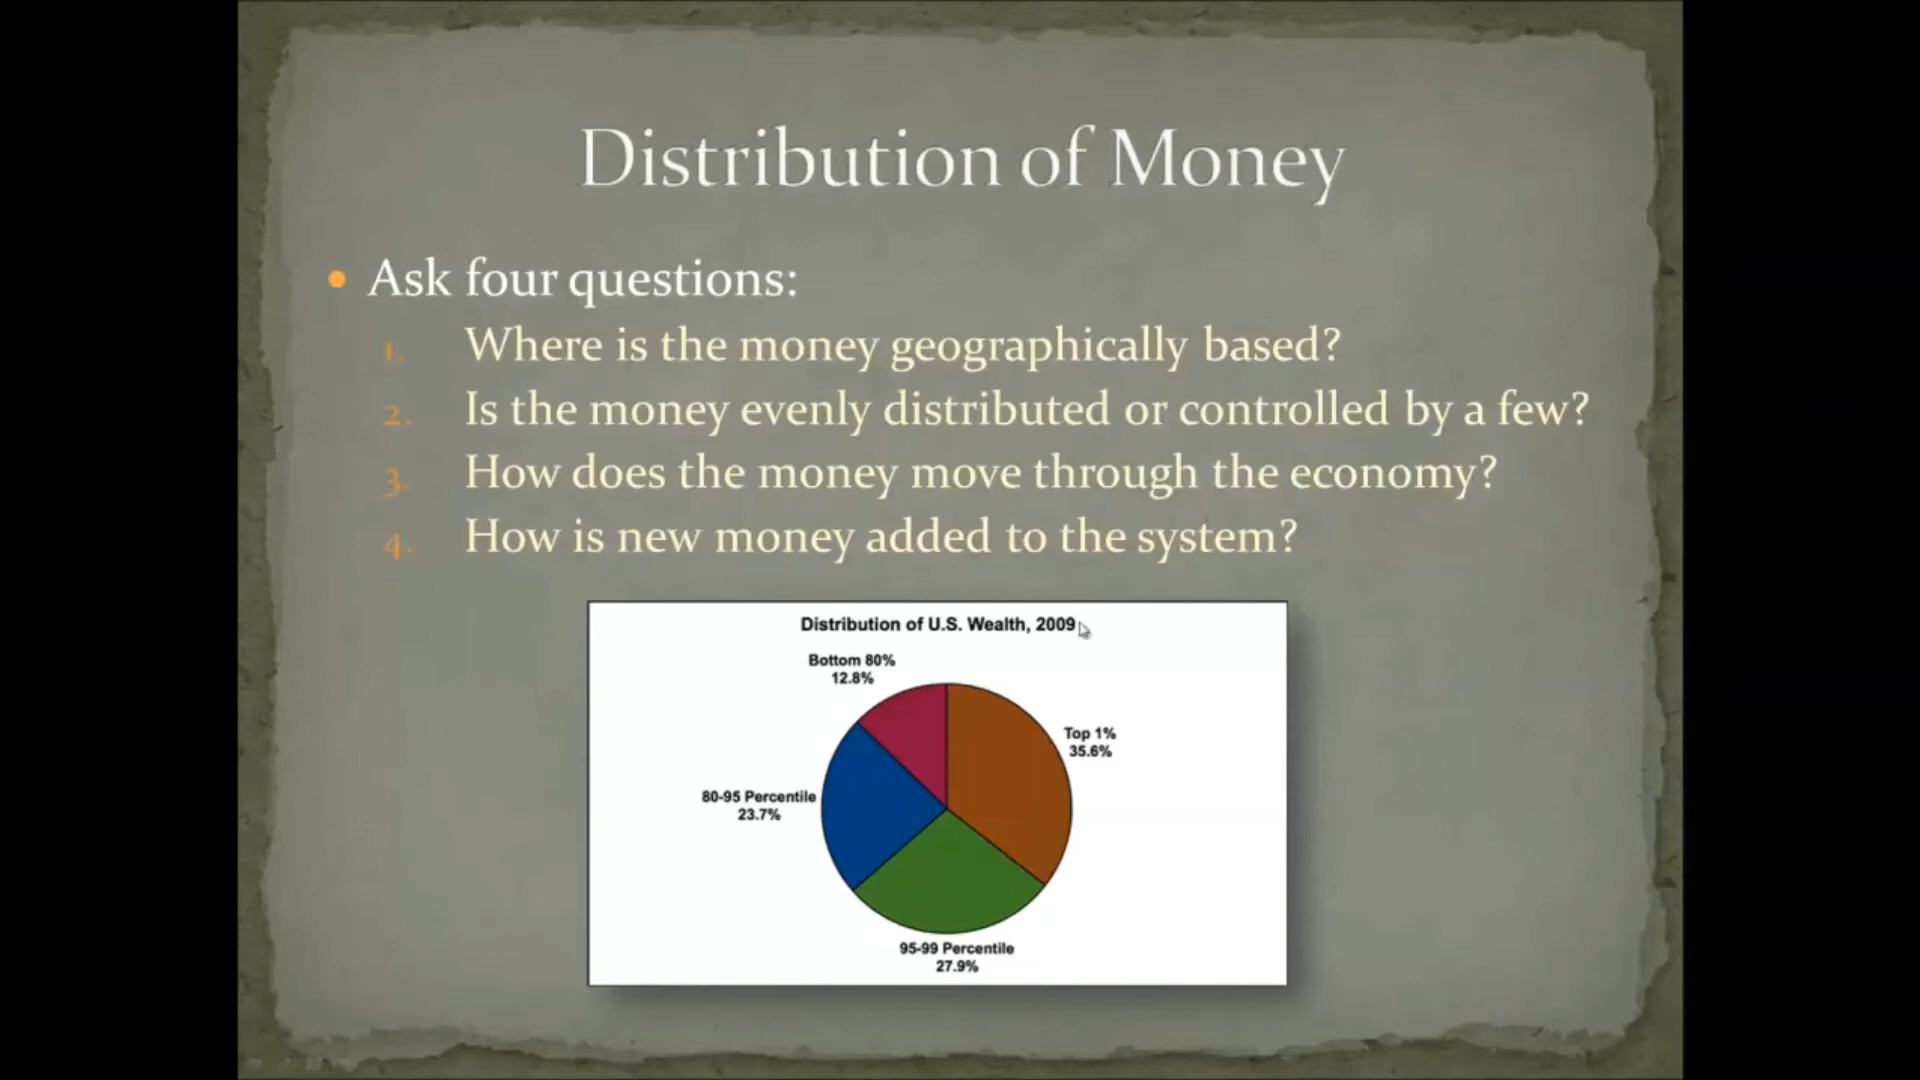 Distribution of Money
Ask four questions:
1. Where is the money geographically based?
2. Is the money evenly distributed or controlled by a few?
3. How does the money move through the economy?
4. How is new money added to the system?
Distribution of U.S. Wealth, 2009
Bottom 80%
12.8%
Top 1%
35.6%
80-95 Percentile
23.7%
95-99 Percentile
27.9%